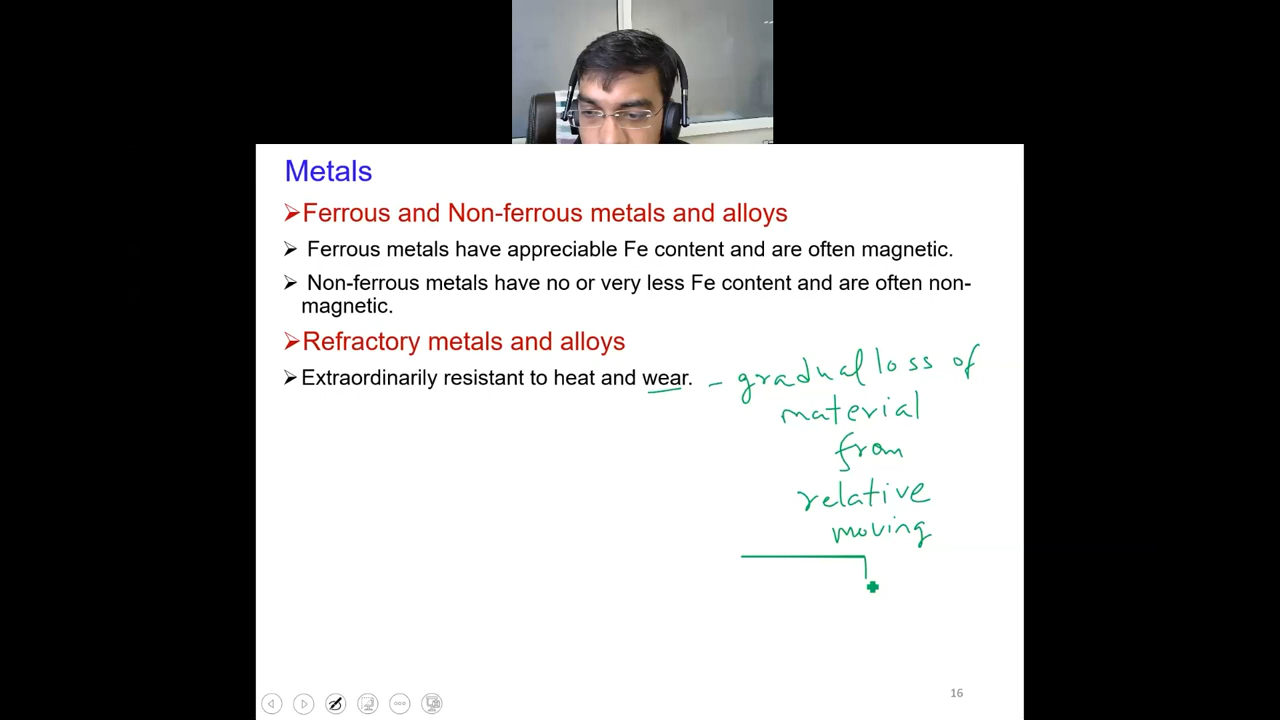 Metals
➢Ferrous and Non-ferrous metals and alloys
➢ Ferrous metals have appreciable Fe content and are often magnetic.
➢ Non-ferrous metals have no or very less Fe content and are often non-
magnetic.
➢Refractory metals and alloys
➢Extraordinarily resistant to heat and wear. – gradual loss of
material
from
relative
moving
16